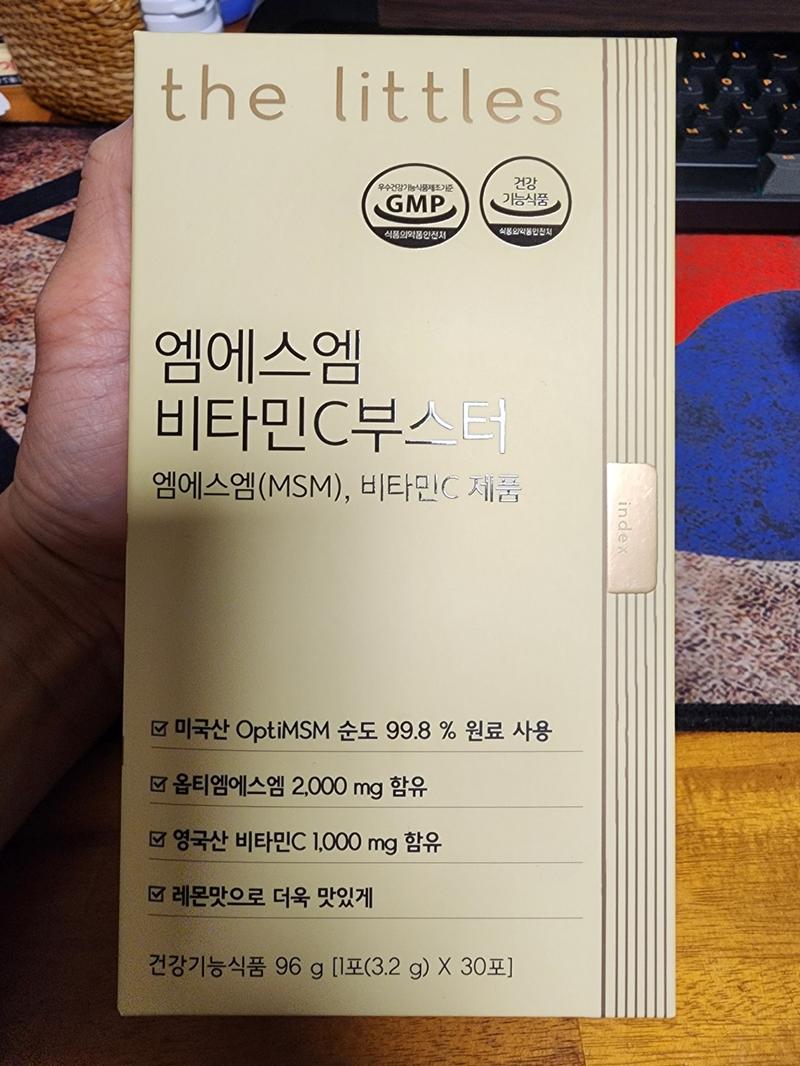 the littles
우수건강기능식품제조기준
GMP
식품의약품안전처
건강
기능식품
식품의약품안전처
엠에스엠
비타민C부스터
엠에스엠(MSM), 비타민C 제품
index
미국산 OptiMSM 순도 99.8 % 원료 사용
옵티엠에스엠 2,000 mg 함유
영국산 비타민C 1,000 mg 함유
레몬맛으로 더욱 맛있게
건강기능식품 96 g [1포(3.2 g) X 30포]